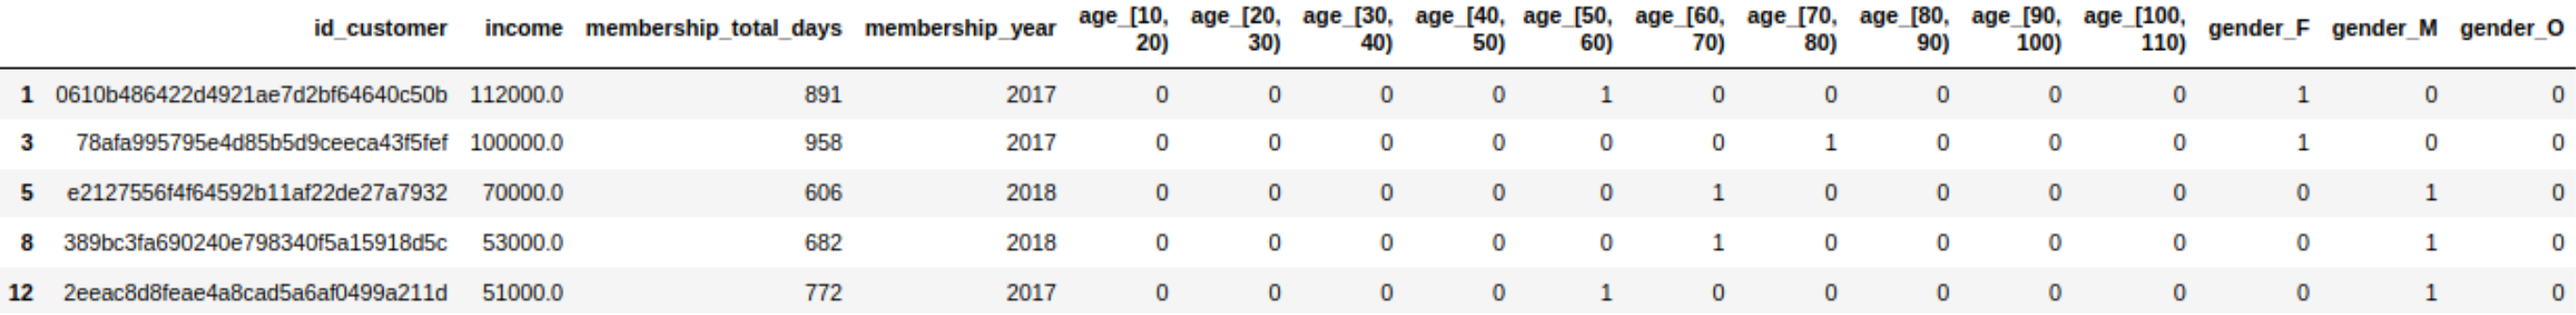 id_customer income membership_total_days membership_year age_[10, 20) age_[20, 30) age_[30, 40) age_[40, 50) age_[50, 60) age_[60, 70) age_[70, 80) age_[80, 90) age_[90, 100) age_[100, 110) gender_F gender_M gender_O
1 0610b486422d4921ae7d2bf64640c50b 112000.0 891 2017 0 0 0 0 1 0 0 0 0 0 1 0 0
3 78afa995795e4d85b5d9ceeca43f5fef 100000.0 958 2017 0 0 0 0 0 0 1 0 0 0 1 0 0
5 e2127556f4f64592b11af22de27a7932 70000.0 606 2018 0 0 0 0 0 1 0 0 0 0 0 1 0
8 389bc3fa690240e798340f5a15918d5c 53000.0 682 2018 0 0 0 0 0 1 0 0 0 0 0 1 0
12 2eeac8d8feae4a8cad5a6af0499a211d 51000.0 772 2017 0 0 0 0 1 0 0 0 0 0 0 1 0